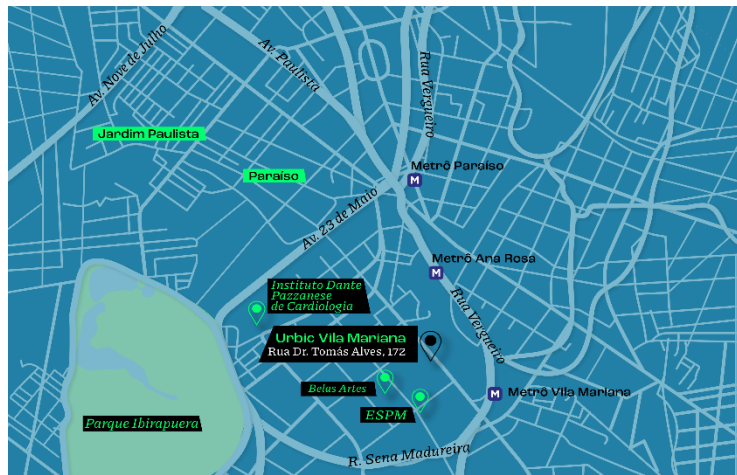 Av. Nove de Julho
Av. Paulista
Rua Vergueiro
Jardim Paulista
Metrô Paraíso
M
Paraíso
Av. 23 de Maio
Metrô Ana Rosa
M
Instituto Dante
Pazzanese
de Cardiologia
Rua Vergueiro
Urbic Vila Mariana
Rua Dr. Tomás Alves, 172
Belas Artes
Metrô Vila Mariana
M
ESPM
Parque Ibirapuera
R. Sena Madureira